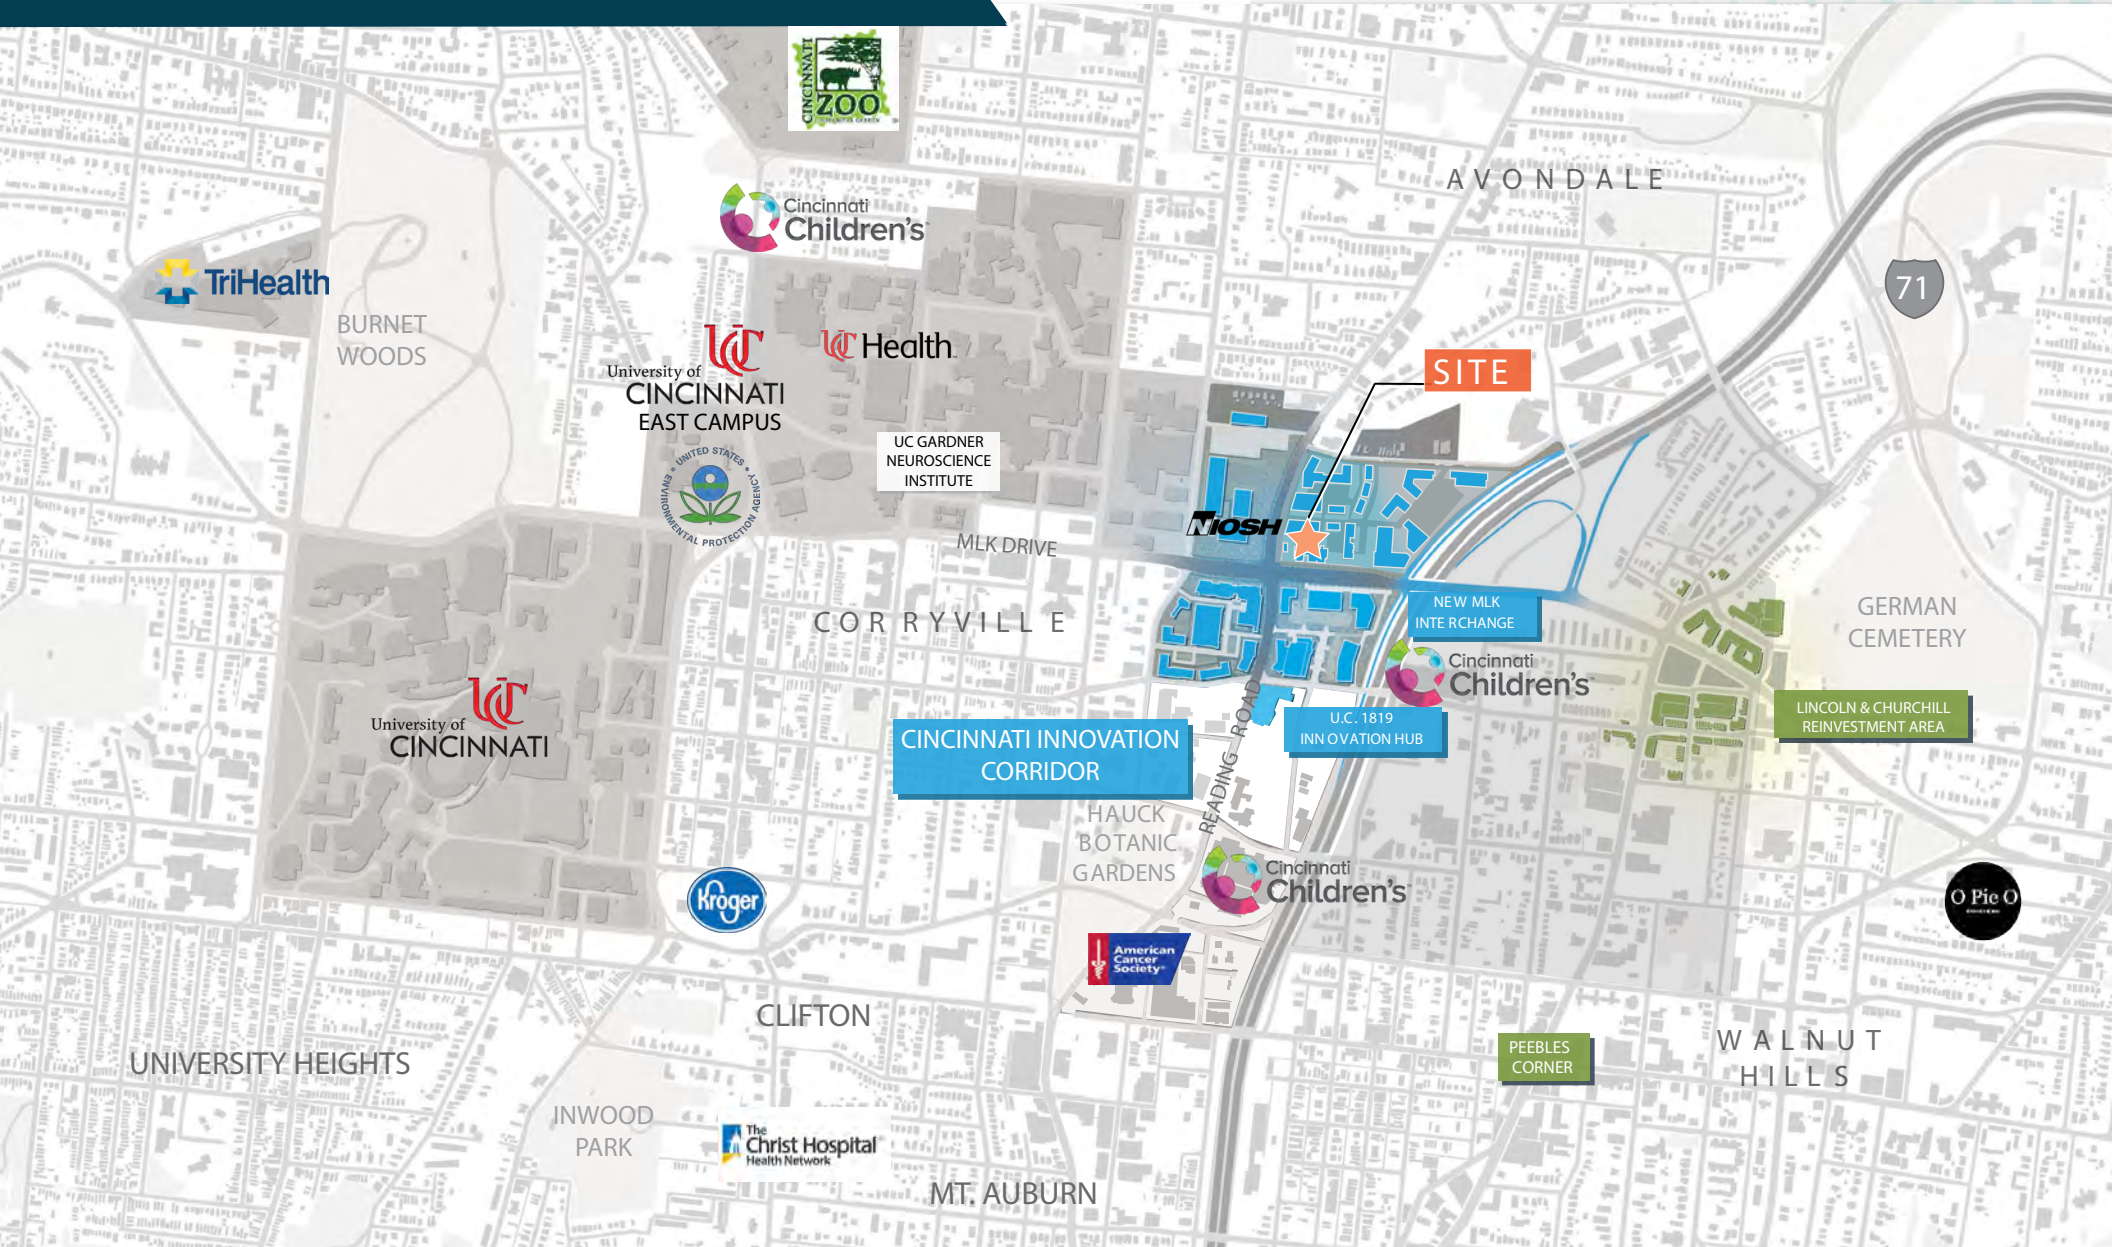 CINCINNATI
ZOO
AVONDALE
Cincinnati
Children's
TriHealth
71
BURNET
WOODS
UC
University of
CINCINNATI
EAST CAMPUS
UC Health
SITE
UC GARDNER
NEUROSCIENCE
INSTITUTE
UNITED STATES
ENVIRONMENTAL PROTECTION AGENCY
NIOSH
MLK DRIVE
CORRYVILLE
NEW MLK
INTERCHANGE
GERMAN
CEMETERY
Cincinnati
Children's
UC
University of
CINCINNATI
READING ROAD
LINCOLN & CHURCHILL
REINVESTMENT AREA
U.C. 1819
INNOVATION HUB
CINCINNATI INNOVATION
CORRIDOR
HAUCK
BOTANIC
GARDENS
Cincinnati
Children's
Kroger
O Pie O
American
Cancer
Society
CLIFTON
UNIVERSITY HEIGHTS
PEEBLES
CORNER
WALNUT
HILLS
INWOOD
PARK
The
Christ Hospital
Health Network
MT. AUBURN